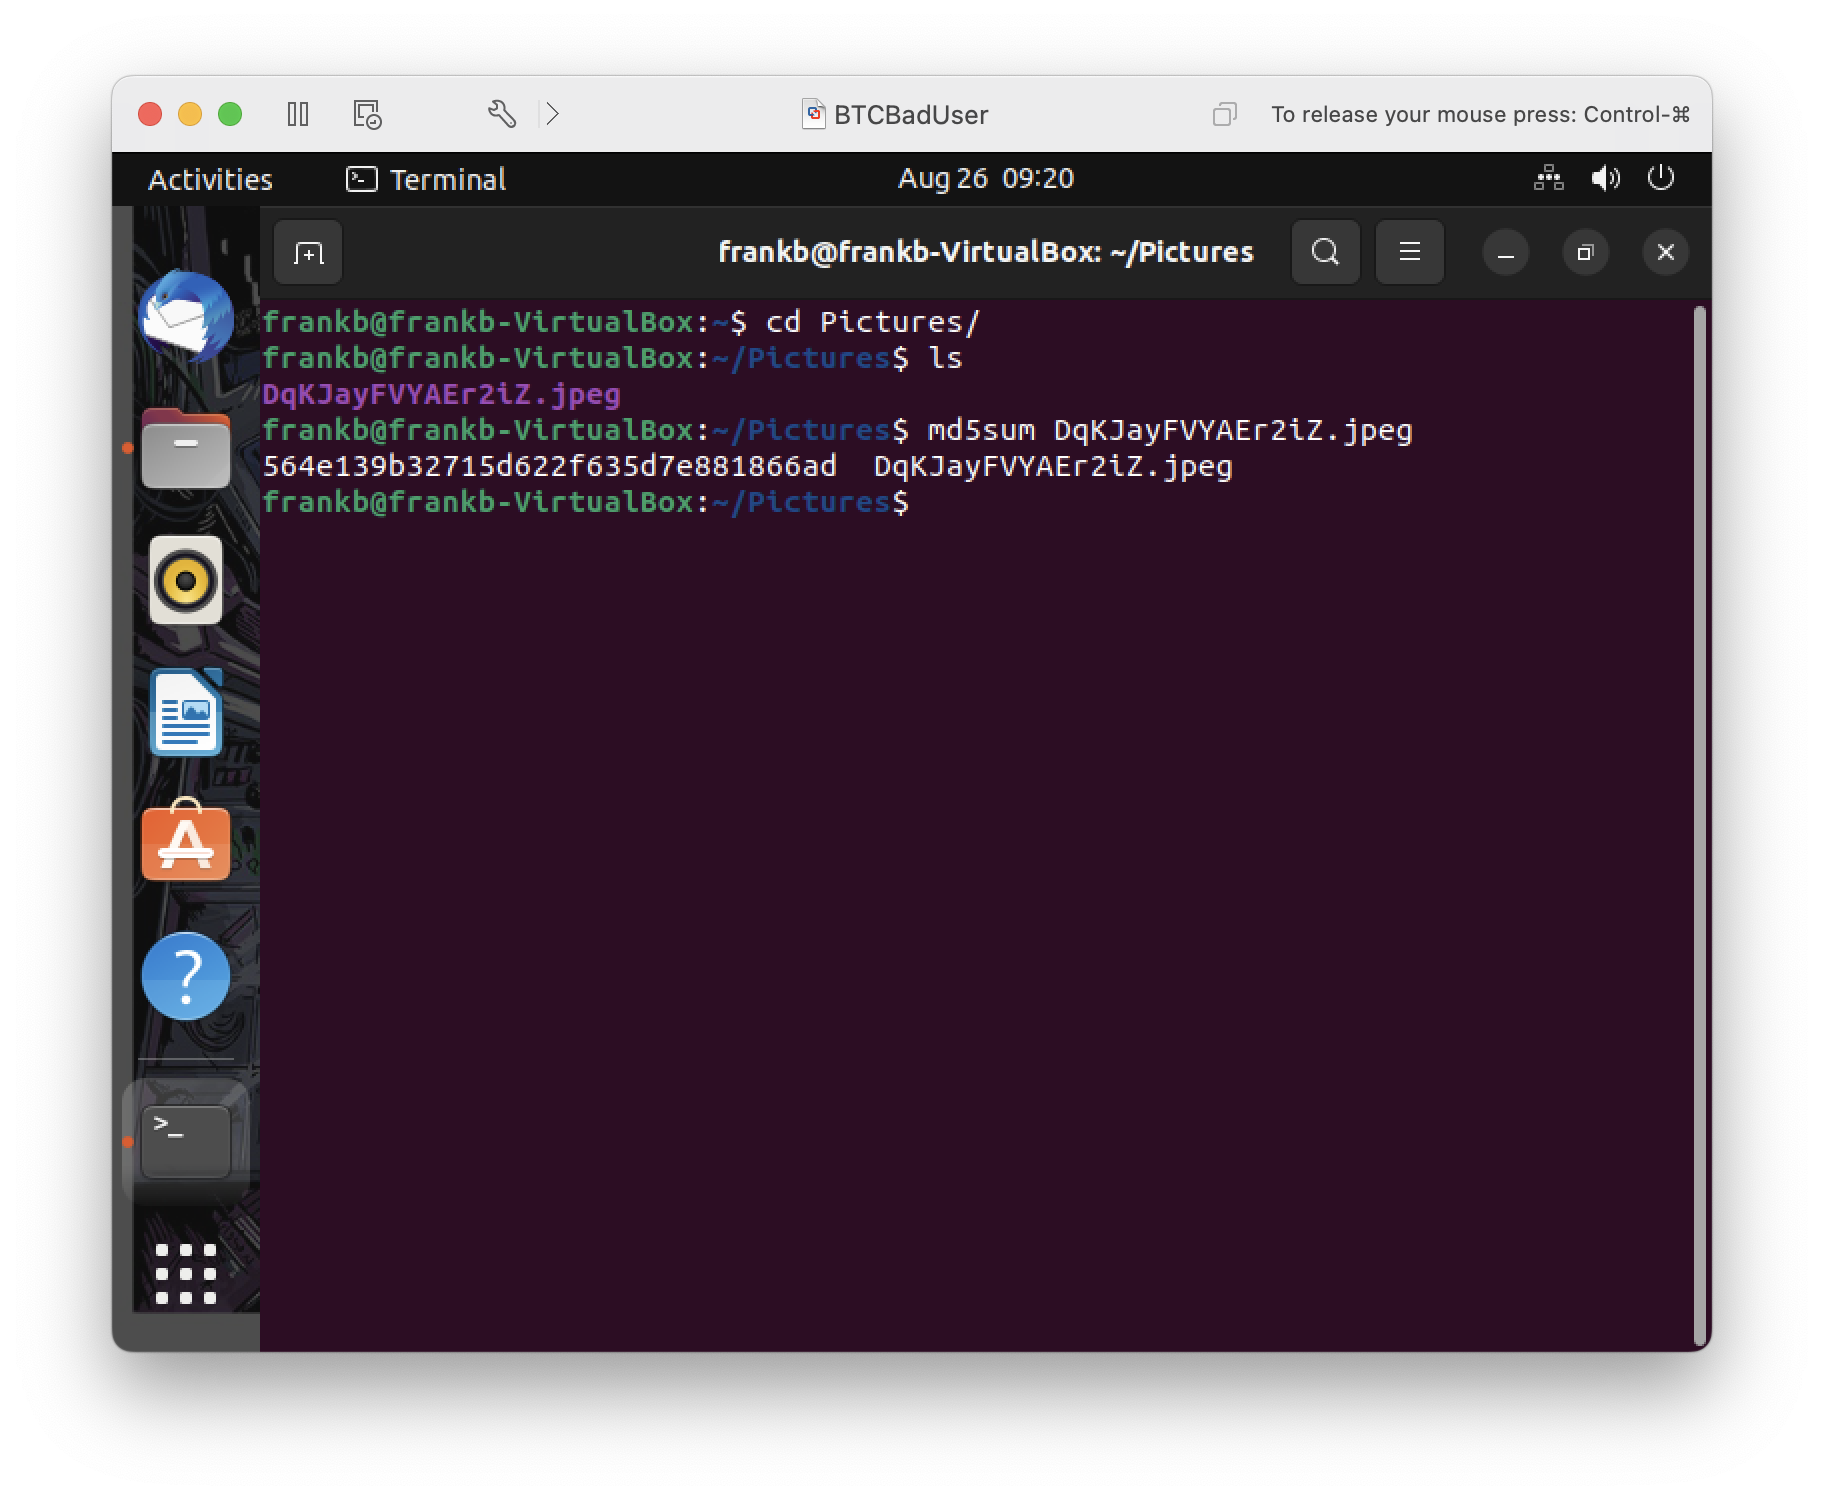 BTCBadUser
To release your mouse press: Control-⌘
Activities
Terminal
Aug 26 09:20
frankb@frankb-VirtualBox: ~/Pictures
frankb@frankb-VirtualBox:~$ cd Pictures/
frankb@frankb-VirtualBox:~/Pictures$ ls
DqKJayFVYAEr2iZ.jpeg
frankb@frankb-VirtualBox:~/Pictures$ md5sum DqKJayFVYAEr2iZ.jpeg
564e139b32715d622f635d7e881866ad  DqKJayFVYAEr2iZ.jpeg
frankb@frankb-VirtualBox:~/Pictures$